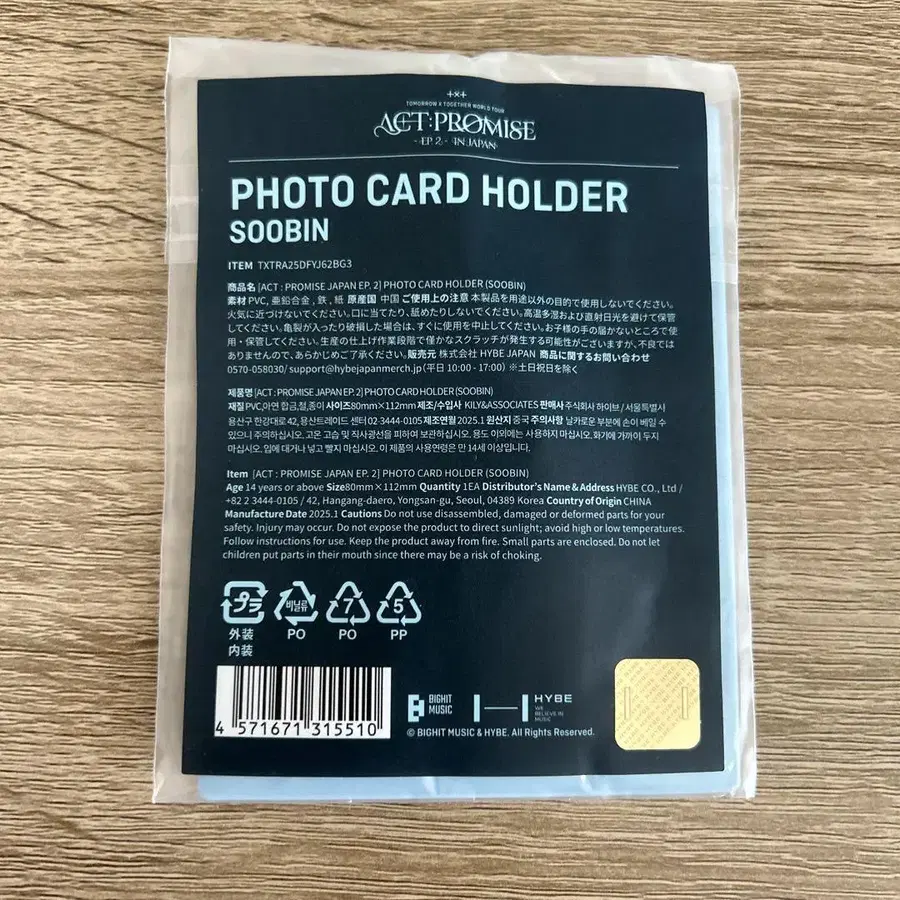 +×+
TOMORROW X TOGETHER WORLD TOUR
ACT:PROMISE
- EP. 2 - IN JAPAN
PHOTO CARD HOLDER
SOOBIN
ITEM TXTRA25DFYJ62BG3
商品名 [ACT : PROMISE JAPAN EP. 2] PHOTO CARD HOLDER (SOOBIN)
素材 PVC, 亜鉛合金 , 鉄 , 紙 原産国 中国 ご使用上の注意 本製品を用途以外の目的で使用しないでください。
火気に近づけないでください。口に当てたり、舐めたりしないでください。高温多湿および直射日光を避けて保管
してください。亀裂が入ったり破損した場合は、すぐに使用を中止してください。お子様の手の届かないところで使
用・保管してください。生産の仕上げ作業段階で僅かなスクラッチが発生する可能性がございますが、不良では
ありませんので、あらかじめご了承ください。販売元 株式会社 HYBE JAPAN 商品に関するお問い合わせ
0570-058030/ support@hybejapanmerch.jp (平日 10:00 - 17:00) ※土日祝日を除く
제품명 [ACT : PROMISE JAPAN EP. 2] PHOTO CARD HOLDER (SOOBIN)
재질 PVC,아연 합금,철,종이 사이즈 80mm×112mm 제조/수입사 KILY&ASSOCIATES 판매사 주식회사 하이브 / 서울특별시
용산구 한강대로 42, 용산트레이드 센터 02-3444-0105 제조연월 2025.1 원산지 중국 주의사항 날카로운 부분에 손이 베일 수
있으니 주의하십시오. 고온 고습 및 직사광선을 피하여 보관하십시오. 용도 이외에는 사용하지 마십시오. 화기에 가까이 두지
마십시오. 입에 대거나 넣고 빨지 마십시오. 이 제품의 사용연령은 만 14세 이상입니다.
Item [ACT : PROMISE JAPAN EP. 2] PHOTO CARD HOLDER (SOOBIN)
Age 14 years or above Size80mm×112mm Quantity 1EA Distributor's Name & Address HYBE CO., Ltd /
+82 2 3444-0105 / 42, Hangang-daero, Yongsan-gu, Seoul, 04389 Korea Country of Origin CHINA
Manufacture Date 2025.1 Cautions Do not use disassembled, damaged or deformed parts for your
safety. Injury may occur. Do not expose the product to direct sunlight; avoid high or low temperatures.
Follow instructions for use. Keep the product away from fire. Small parts are enclosed. Do not let
children put parts in their mouth since there may be a risk of choking.
プラ 비닐류 7 5
外装 PO PO PP
内装
4 571671 315510
BIGHIT MUSIC HYBE
WE BELIEVE IN MUSIC
© BIGHIT MUSIC & HYBE. All Rights Reserved.